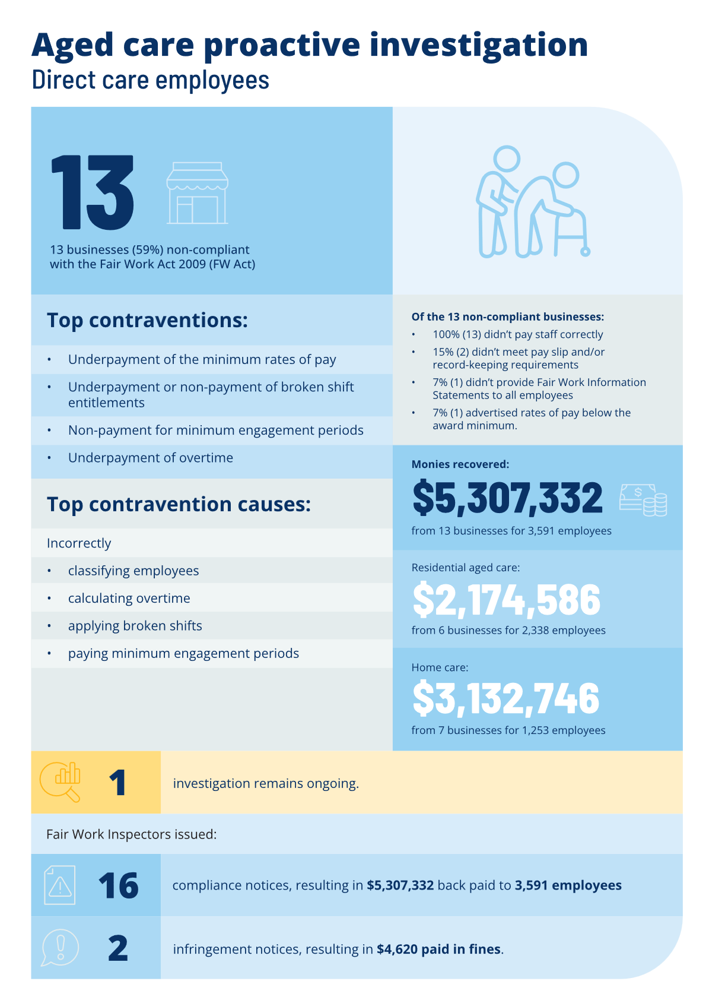 Aged care proactive investigation
Direct care employees
13
13 businesses (59%) non-compliant
with the Fair Work Act 2009 (FW Act)
Top contraventions:
• Underpayment of the minimum rates of pay
• Underpayment or non-payment of broken shift
entitlements
• Non-payment for minimum engagement periods
• Underpayment of overtime
Top contravention causes:
Incorrectly
• classifying employees
• calculating overtime
• applying broken shifts
• paying minimum engagement periods
Of the 13 non-compliant businesses:
• 100% (13) didn’t pay staff correctly
• 15% (2) didn’t meet pay slip and/or
record-keeping requirements
• 7% (1) didn’t provide Fair Work Information
Statements to all employees
• 7% (1) advertised rates of pay below the
award minimum.
Monies recovered:
$5,307,332
$
from 13 businesses for 3,591 employees
Residential aged care:
$2,174,586
from 6 businesses for 2,338 employees
Home care:
$3,132,746
from 7 businesses for 1,253 employees
1 investigation remains ongoing.
Fair Work Inspectors issued:
16 compliance notices, resulting in $5,307,332 back paid to 3,591 employees
2 infringement notices, resulting in $4,620 paid in fines.